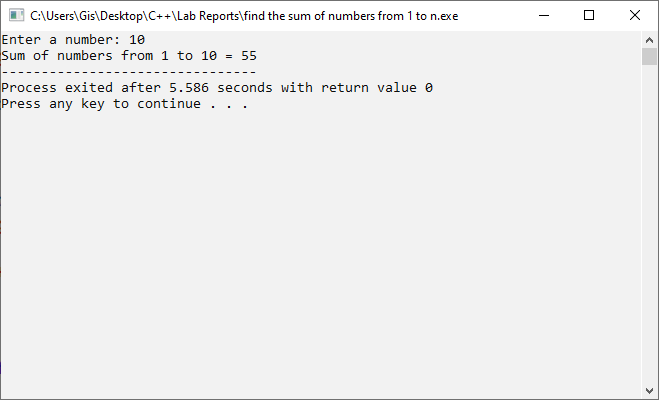 C:\Users\Gis\Desktop\C++\Lab Reports\find the sum of numbers from 1 to n.exe
Enter a number: 10
Sum of numbers from 1 to 10 = 55
--------------------------------
Process exited after 5.586 seconds with return value 0
Press any key to continue . . .